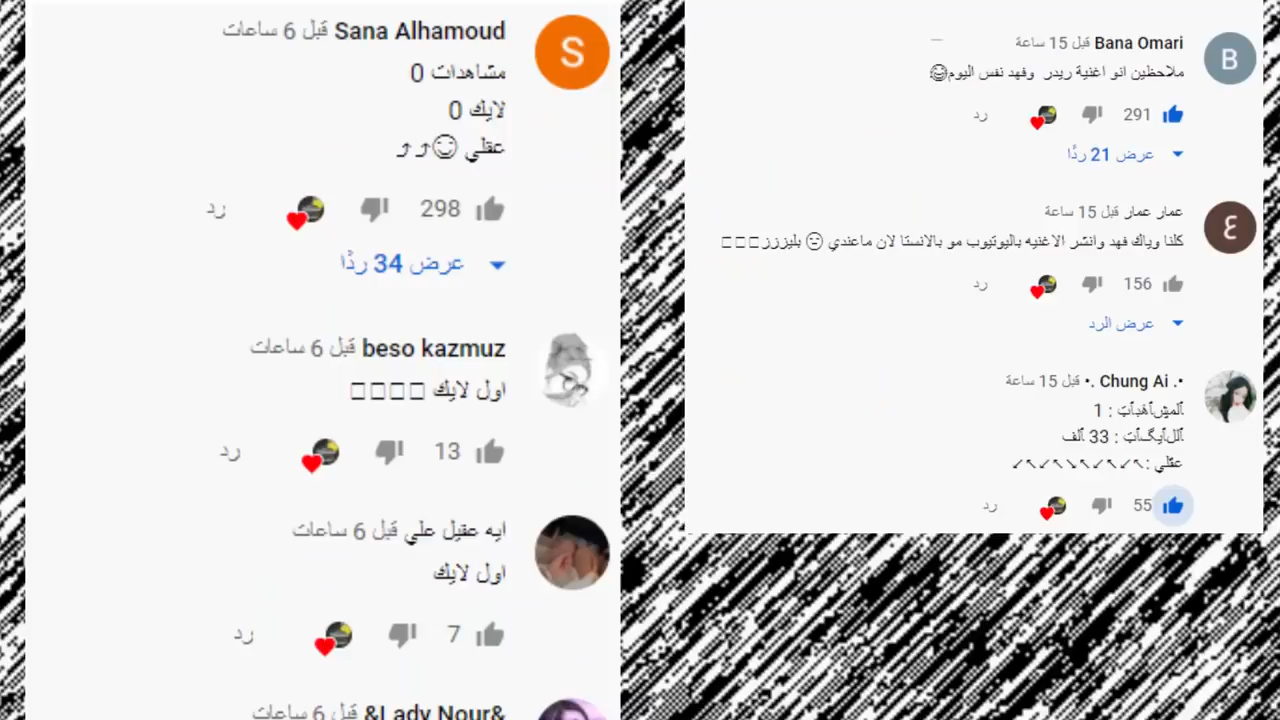 Sana Alhamoud قبل 6 ساعات
مشاهدات 0
لايك 0
عقلي 🙂⤴⤴
298
رد
عرض 34 ردًا
beso kazmuz قبل 6 ساعات
اول لايك □□□□
13
رد
ايه عقيل علي قبل 6 ساعات
اول لايك
7
رد
&Lady Nour& قبل 6 ساعات
Bana Omari قبل 15 ساعة
ملاحظين انو اغنية ريدر وفهد نفس اليوم😂
291
رد
عرض 21 ردًا
عمار عمار قبل 15 ساعة
كلنا وياك فهد وانشر الاغنيه باليوتيوب مو بالانستا لان ماعندي 😔 بليززز□□□
156
رد
عرض الرد
•. Chung Ai .• قبل 15 ساعة
: 1
: 33 ألف
عقلي :↖↙↖↙↖↘↖↙↖↙
55
رد
S
B
ع